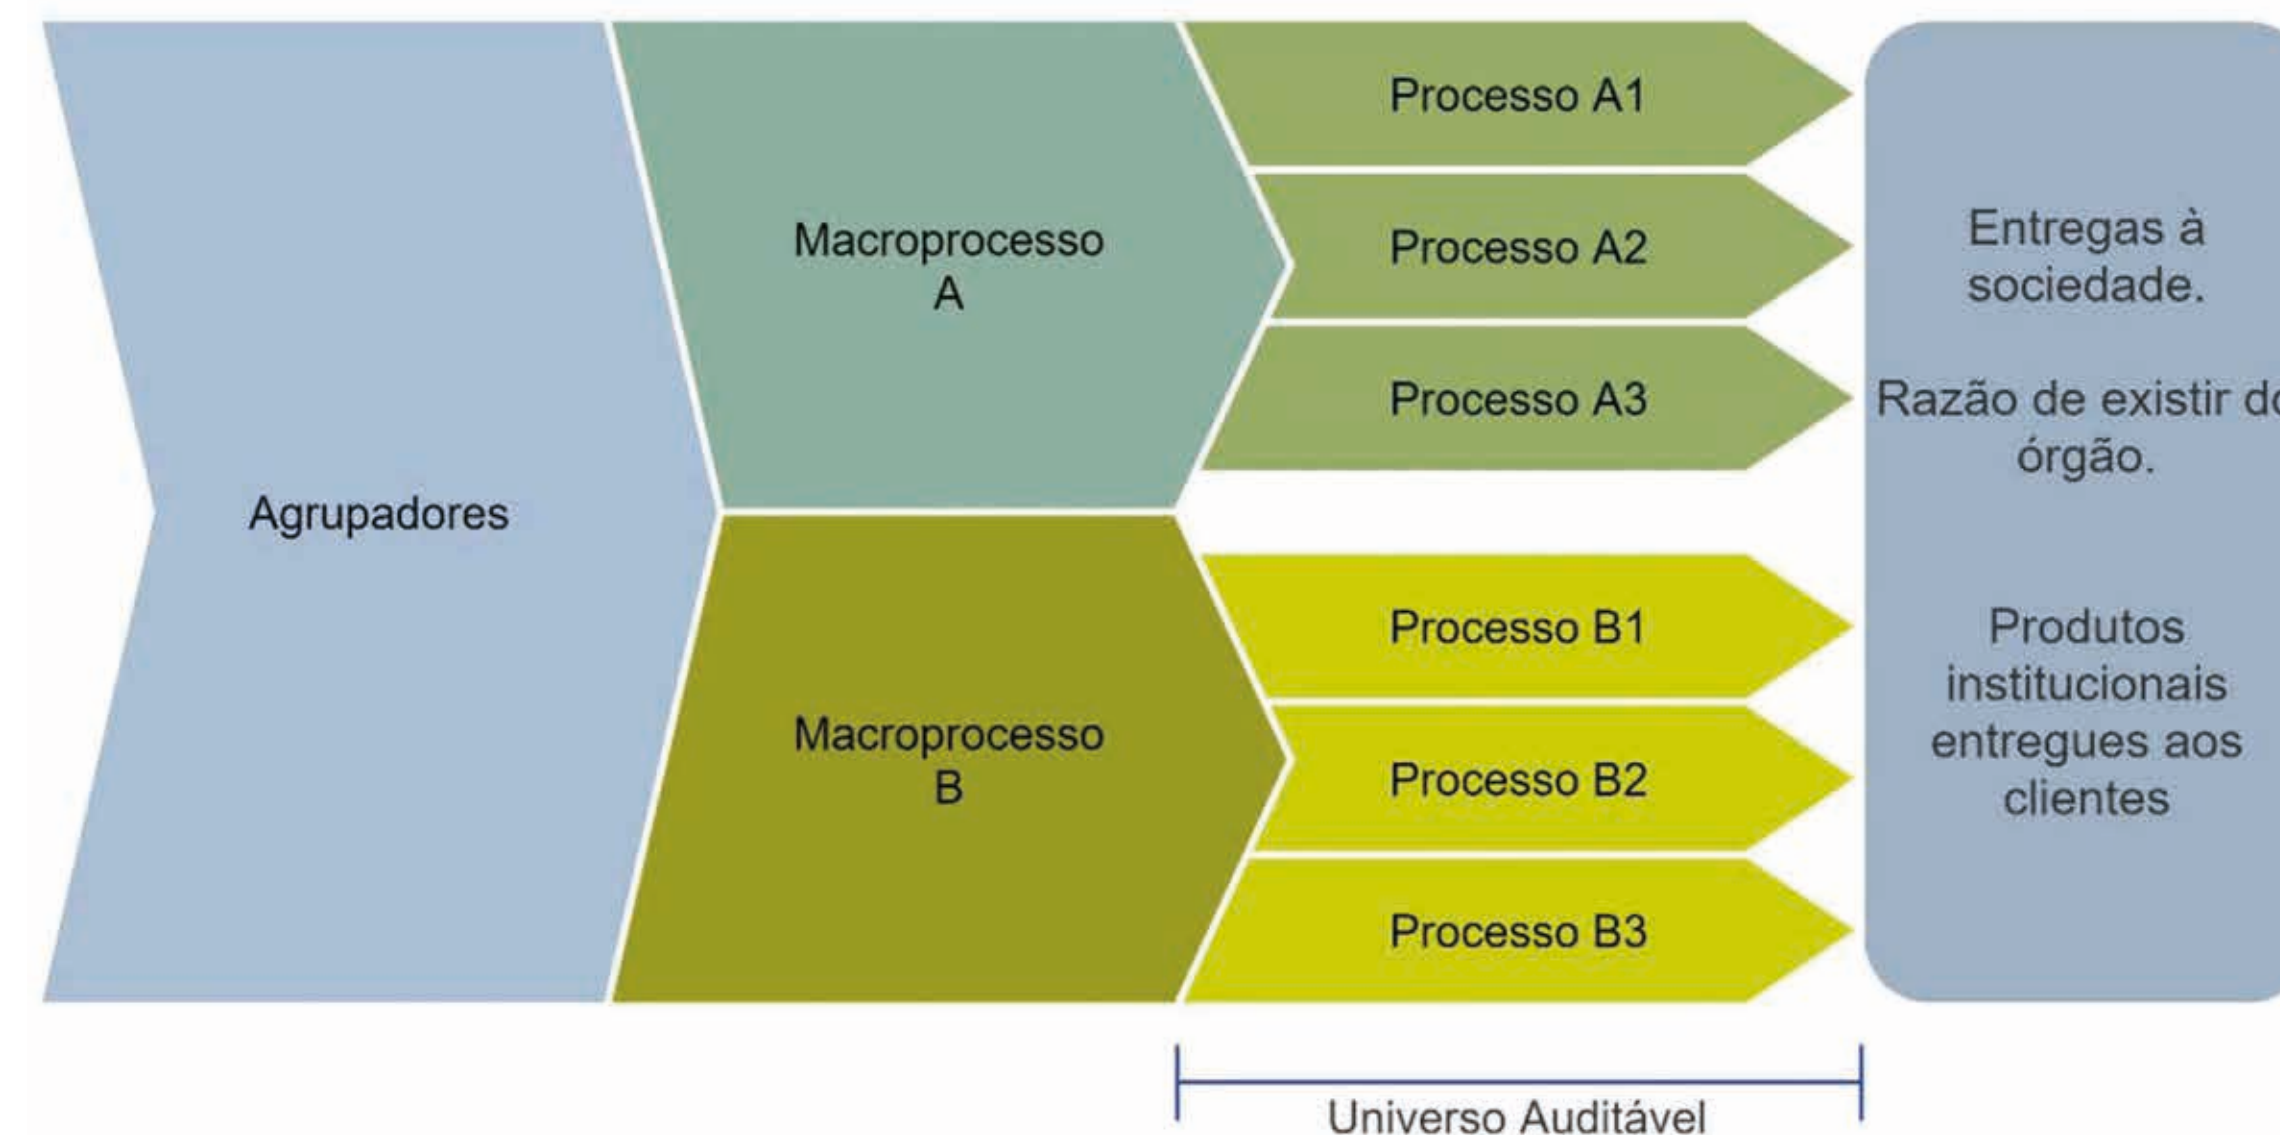 Agrupadores
Macroprocesso
A
Macroprocesso
B
Processo A1
Processo A2
Processo A3
Processo B1
Processo B2
Processo B3
Entregas à
sociedade.
Razão de existir do
órgão.
Produtos
institucionais
entregues aos
clientes
Universo Auditável